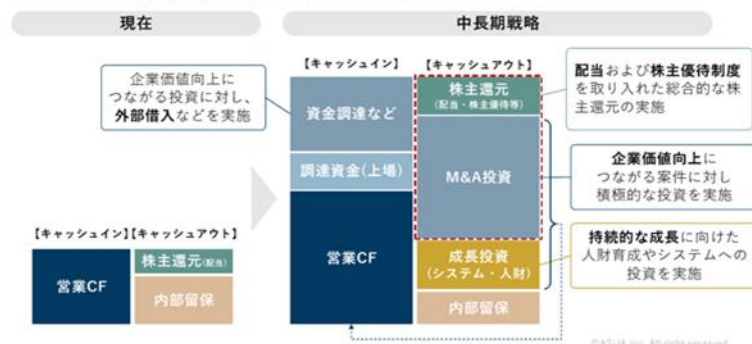 現在
中長期戦略
【キャッシュイン】
【キャッシュアウト】
企業価値向上に
つながる投資に対し、
外部借入などを実施
資金調達など
調達資金(上場)
営業CF
株主還元
(配当・株主優待等)
M&A投資
成長投資
(システム・人財)
内部留保
配当および株主優待制度
を取り入れた総合的な株
主還元の実施
企業価値向上に
つながる案件に対し
積極的な投資を実施
持続的な成長に向けた
人財育成やシステムへの
投資を実施
【キャッシュイン】【キャッシュアウト】
営業CF
株主還元(配当)
内部留保